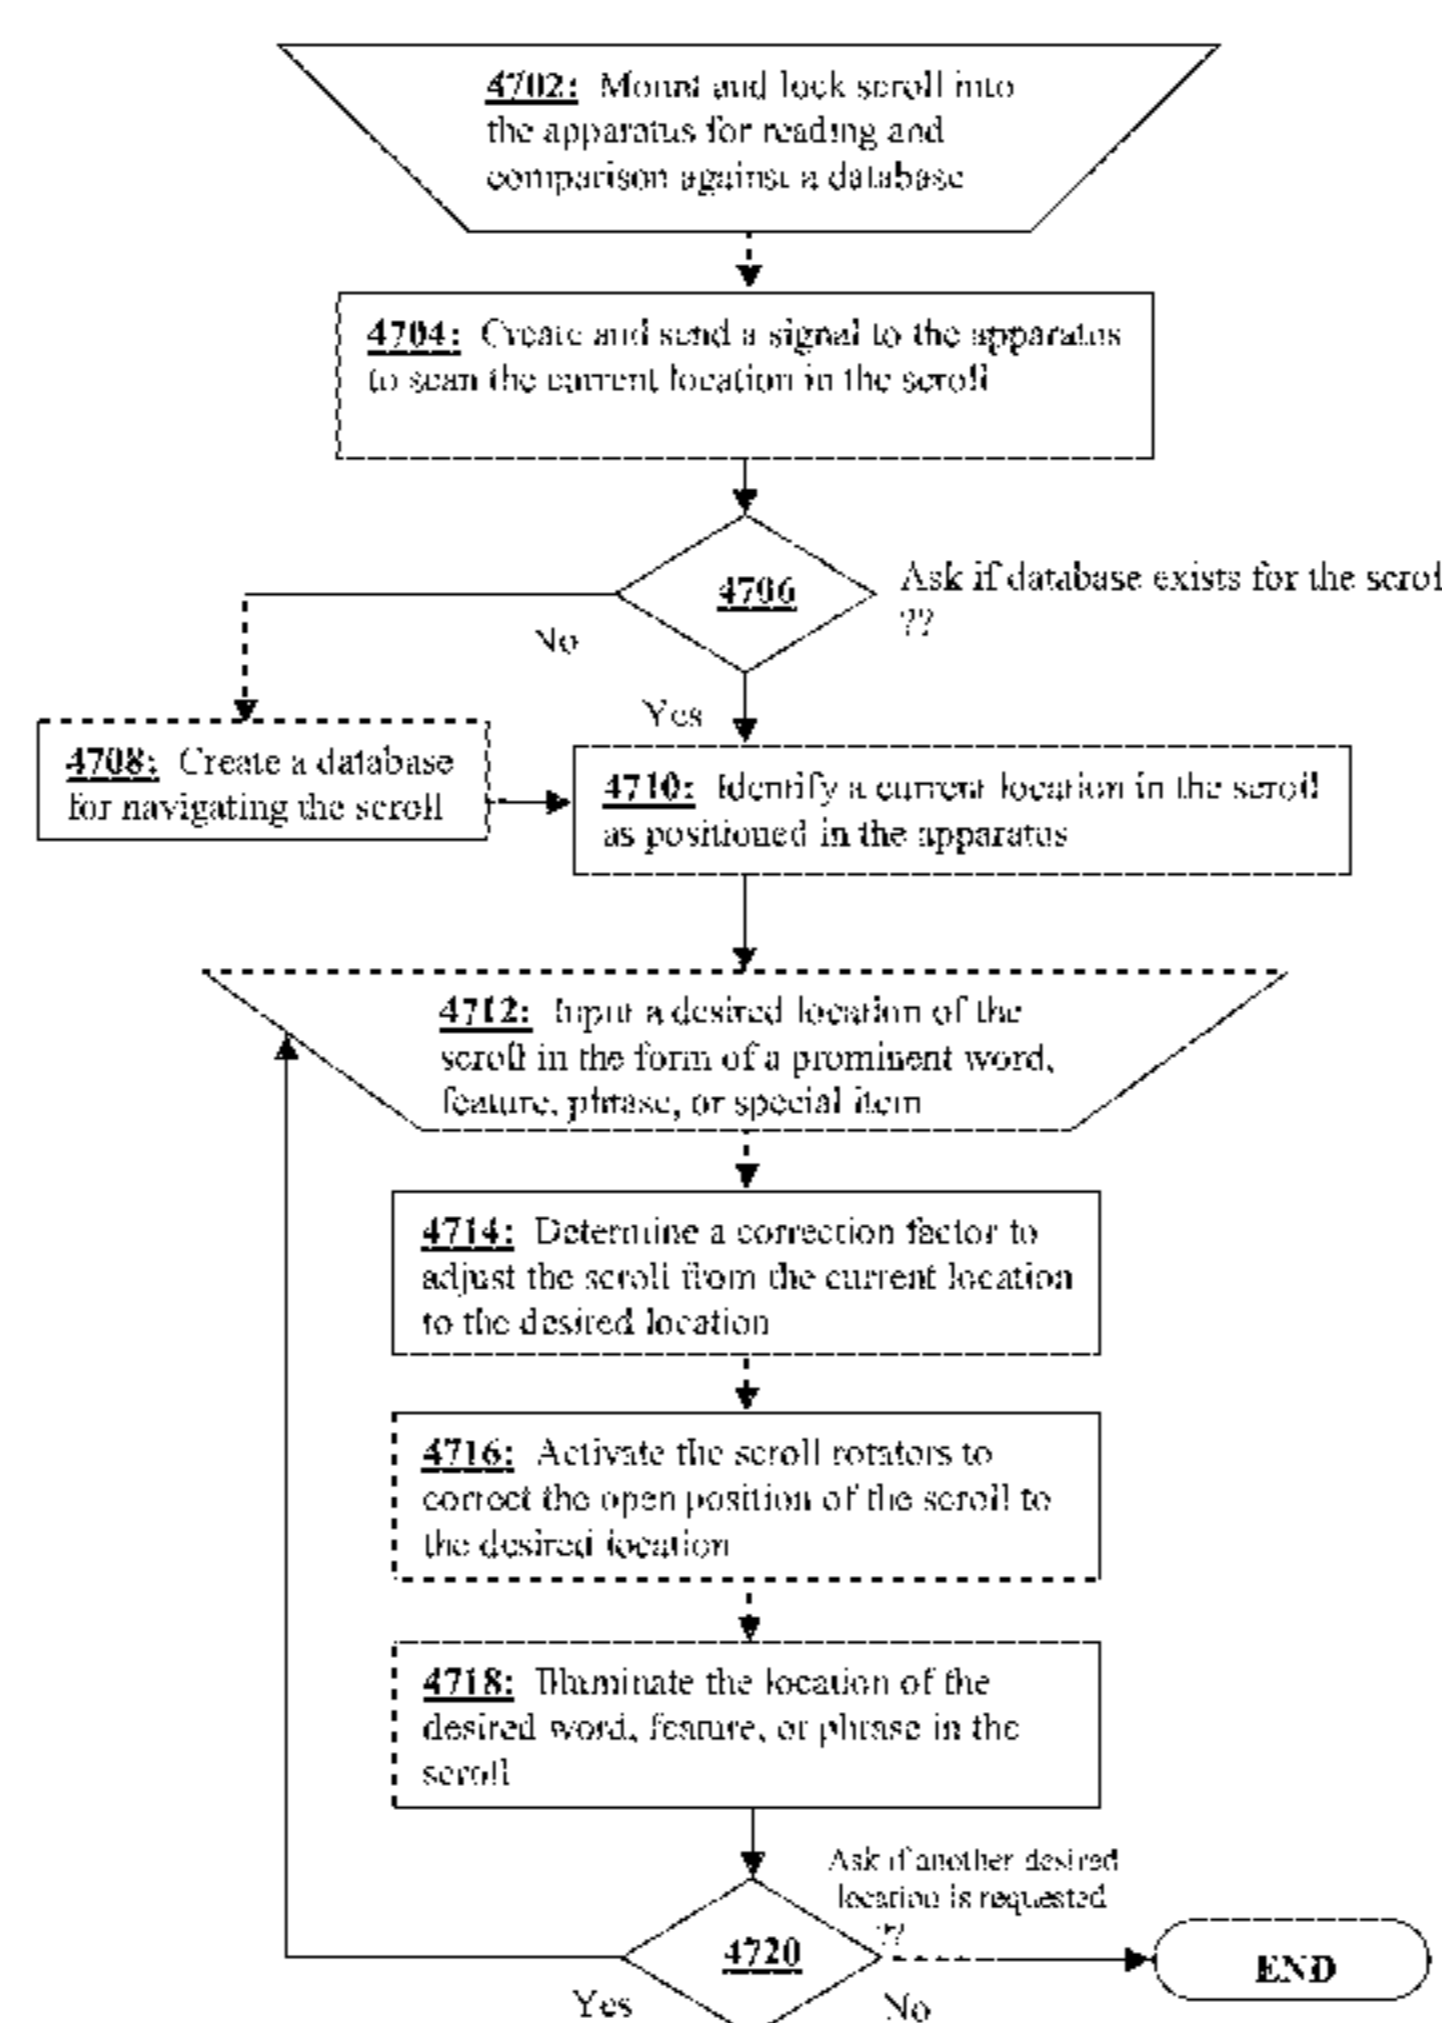 4702: Mount and lock scroll into
the apparatus for reading and
comparison against a database
4704: Create and send a signal to the apparatus
to scan the current location in the scroll
4706
Ask if database exists for the scrol
??
No
Yes
4708: Create a database
for navigating the scroll
4710: Identify a current location in the scroll
as positioned in the apparatus
4712: Input a desired location of the
scroll in the form of a prominent word,
feature, phrase, or special item
4714: Determine a correction factor to
adjust the scroll from the current location
to the desired location
4716: Activate the scroll rotators to
correct the open position of the scroll to
the desired location
4718: Illuminate the location of the
desired word, feature, or phrase in the
scroll
Ask if another desired
location is requested
??
4720
END
Yes
No